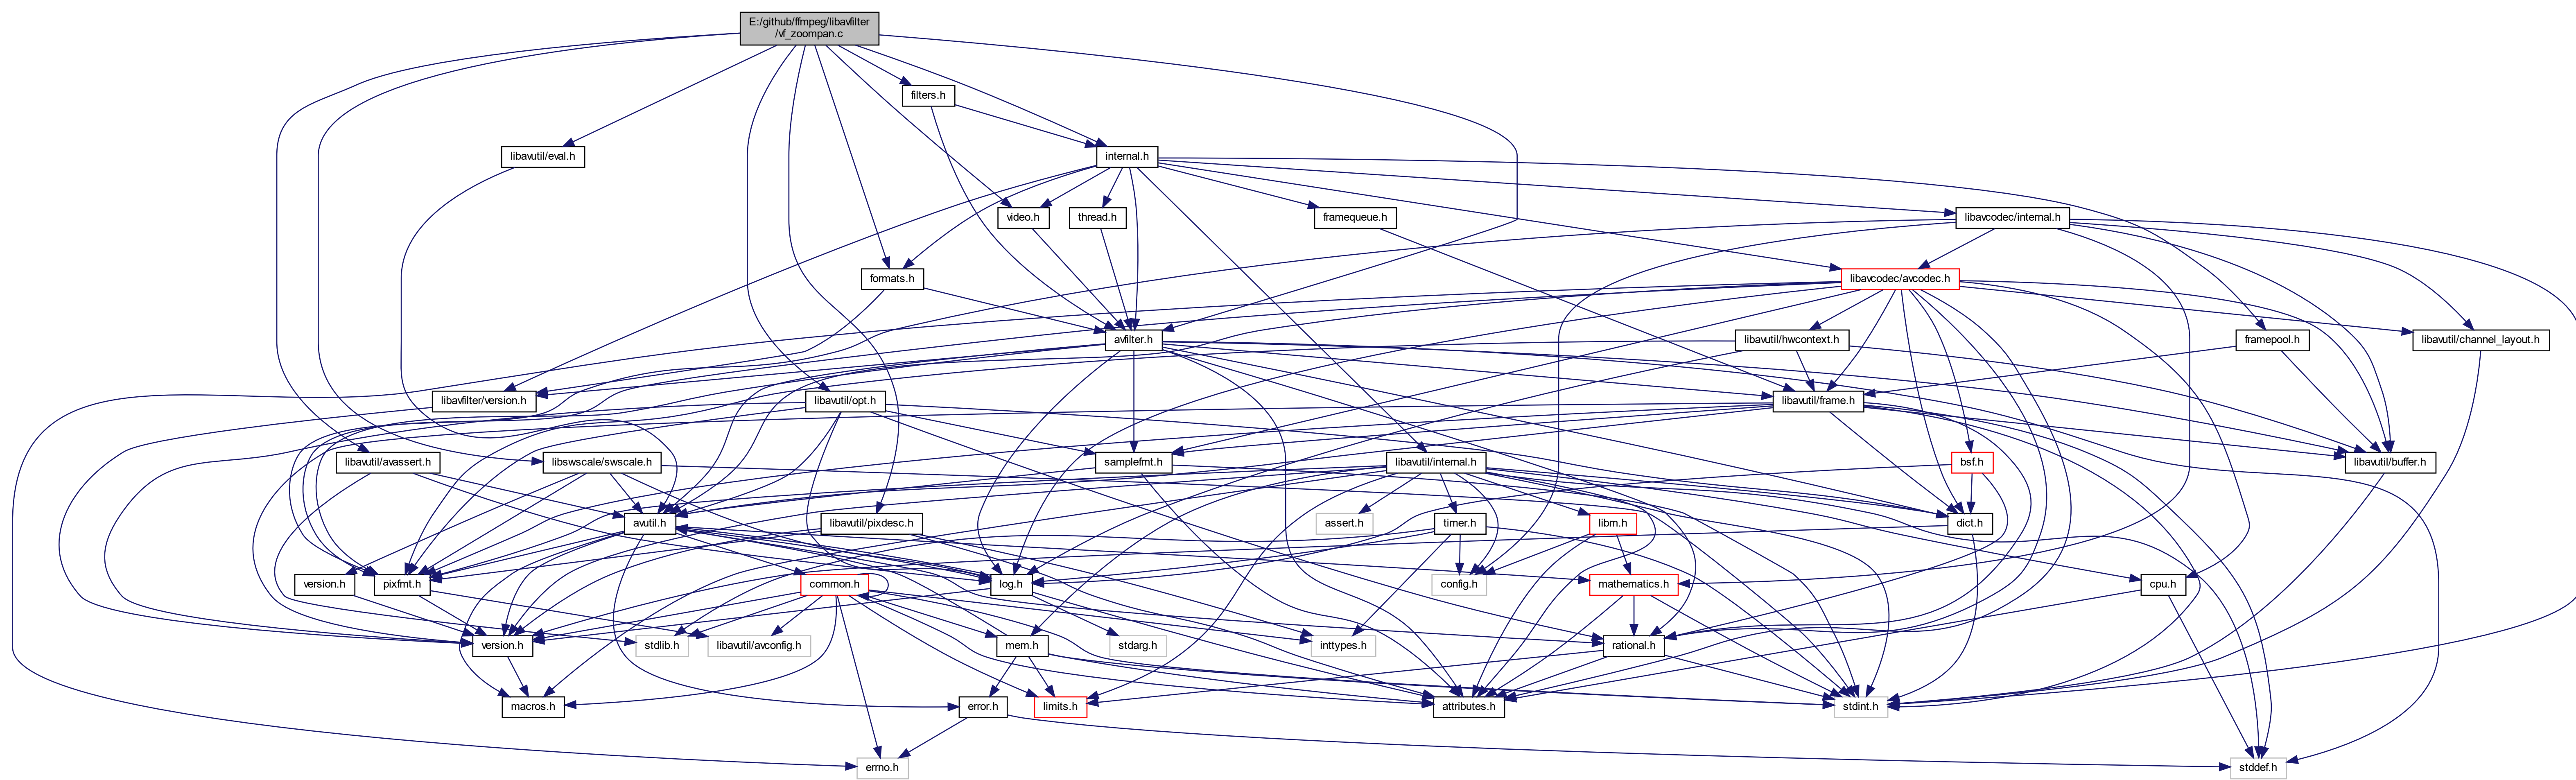 E:/github/ffmpeg/libavfilter
/vf_zoompan.c
filters.h
libavutil/eval.h
internal.h
video.h
thread.h
framequeue.h
libavcodec/internal.h
formats.h
libavcodec/avcodec.h
avfilter.h
libavutil/hwcontext.h
framepool.h
libavutil/channel_layout.h
libavfilter/version.h
libavutil/opt.h
libavutil/frame.h
libavutil/avassert.h
libswscale/swscale.h
samplefmt.h
libavutil/internal.h
bsf.h
libavutil/buffer.h
avutil.h
libavutil/pixdesc.h
assert.h
timer.h
libm.h
dict.h
version.h
pixfmt.h
common.h
log.h
config.h
mathematics.h
cpu.h
version.h
stdlib.h
libavutil/avconfig.h
mem.h
stdarg.h
inttypes.h
rational.h
macros.h
error.h
limits.h
attributes.h
stdint.h
errno.h
stddef.h